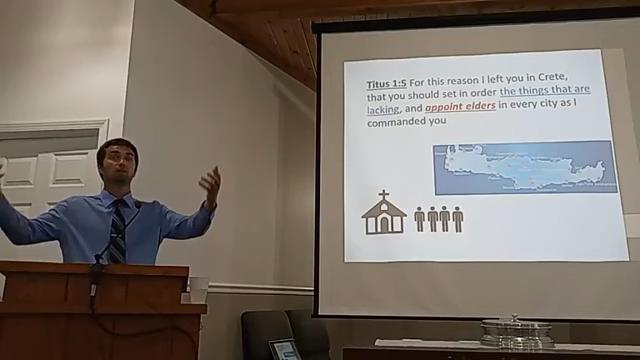 Titus 1:5 For this reason I left you in Crete,
that you should set in order the things that are
lacking, and appoint elders in every city as I
commanded you